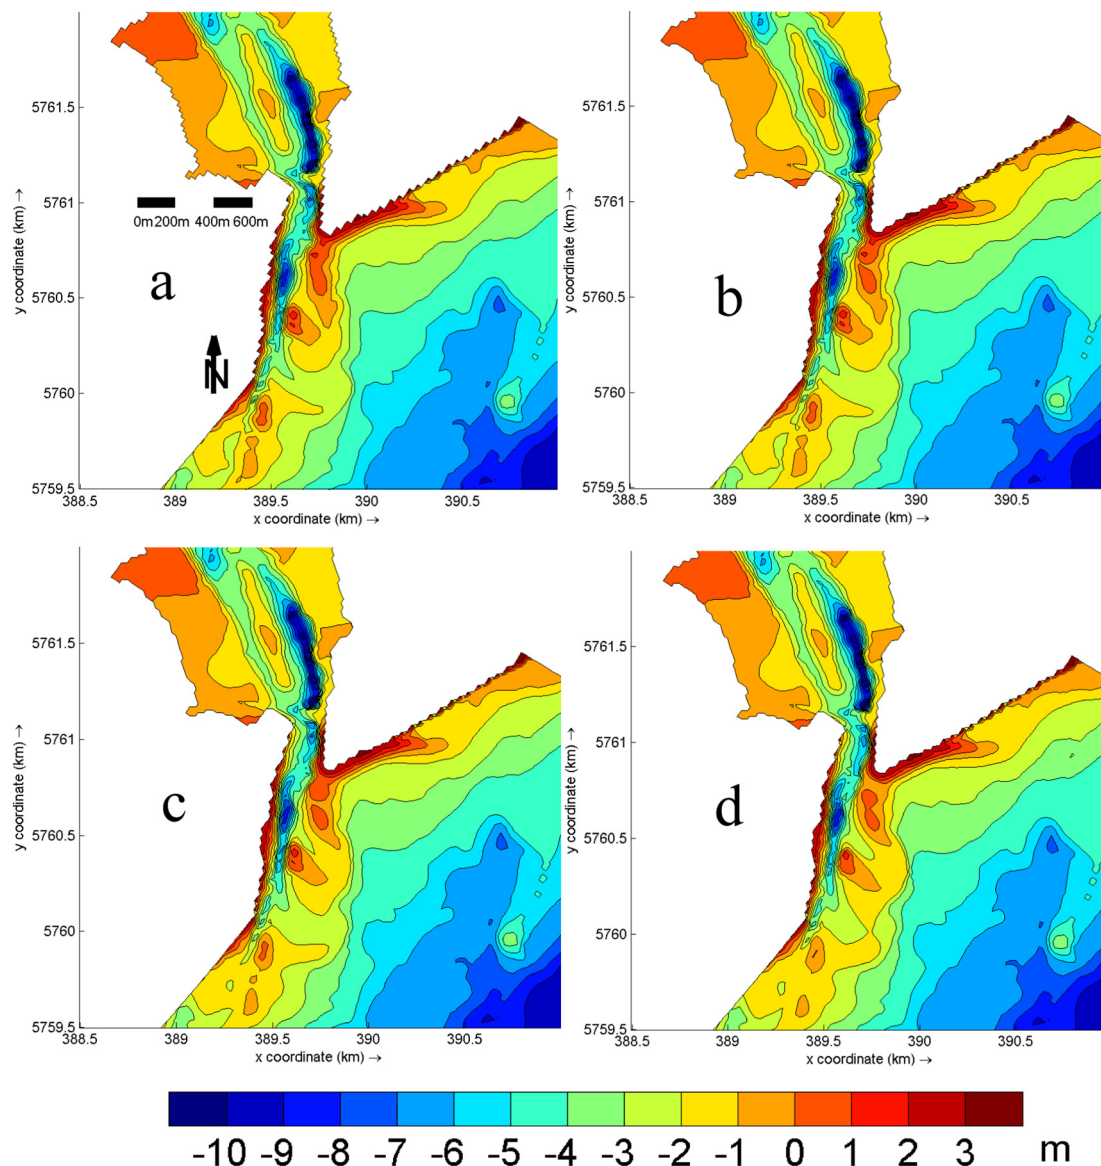 5761.5
5761
5760.5
5760
5759.5
y coordinate (km) →
0m200m 400m600m
a
N
388.5 389 389.5 390 390.5
x coordinate (km) →
5761.5
5761
5760.5
5760
5759.5
y coordinate (km) →
b
388.5 389 389.5 390 390.5
x coordinate (km) →
5761.5
5761
5760.5
5760
5759.5
y coordinate (km) →
c
388.5 389 389.5 390 390.5
x coordinate (km) →
5761.5
5761
5760.5
5760
5759.5
y coordinate (km) →
d
388.5 389 389.5 390 390.5
x coordinate (km) →
-10 -9 -8 -7 -6 -5 -4 -3 -2 -1 0 1 2 3 m